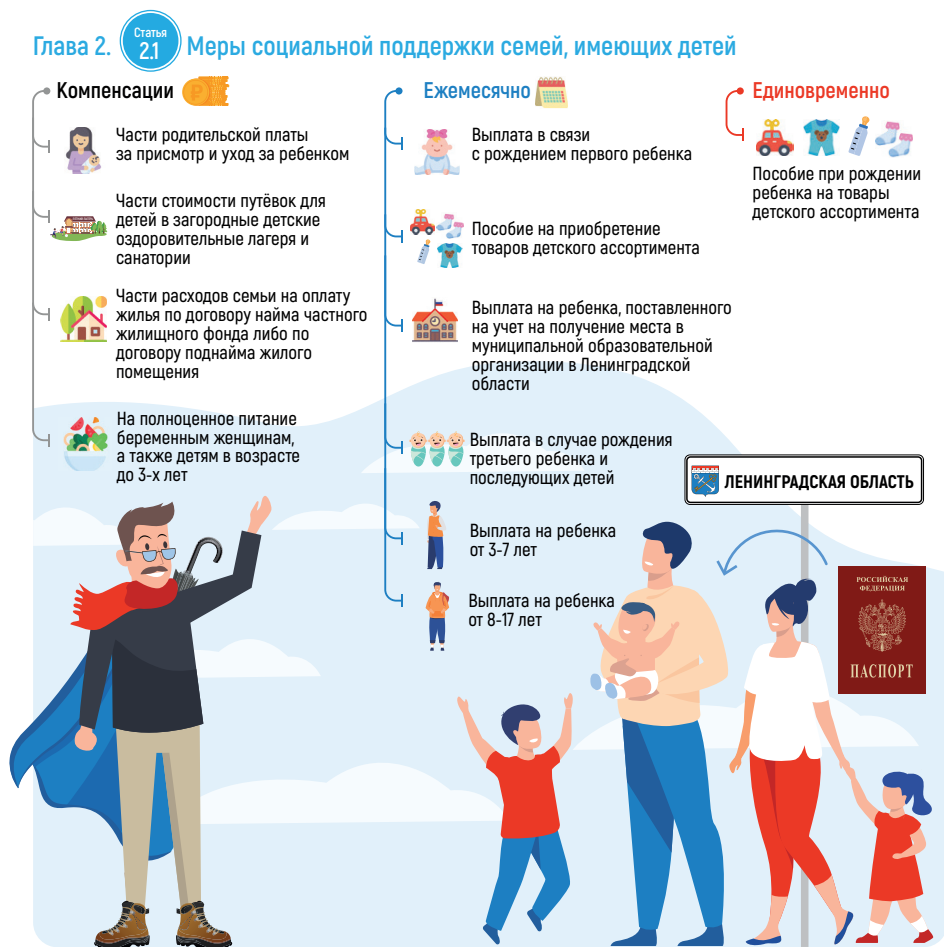 Глава 2.
Статья
2.1
Меры социальной поддержки семей, имеющих детей
Компенсации
Части родительской платы
за присмотр и уход за ребенком
Части стоимости путёвок для
детей в загородные детские
оздоровительные лагеря и
санатории
Части расходов семьи на оплату
жилья по договору найма частного
жилищного фонда либо по
договору поднайма жилого
помещения
На полноценное питание
беременным женщинам,
а также детям в возрасте
до 3-х лет
Ежемесячно
Выплата в связи
с рождением первого ребенка
Пособие на приобретение
товаров детского ассортимента
Выплата на ребенка, поставленного
на учет на получение места в
муниципальной образовательной
организации в Ленинградской
области
Выплата в случае рождения
третьего ребенка и
последующих детей
Выплата на ребенка
от 3-7 лет
Выплата на ребенка
от 8-17 лет
Единовременно
Пособие при рождении
ребенка на товары
детского ассортимента
ЛЕНИНГРАДСКАЯ ОБЛАСТЬ
РОССИЙСКАЯ
ФЕДЕРАЦИЯ
ПАСПОРТ